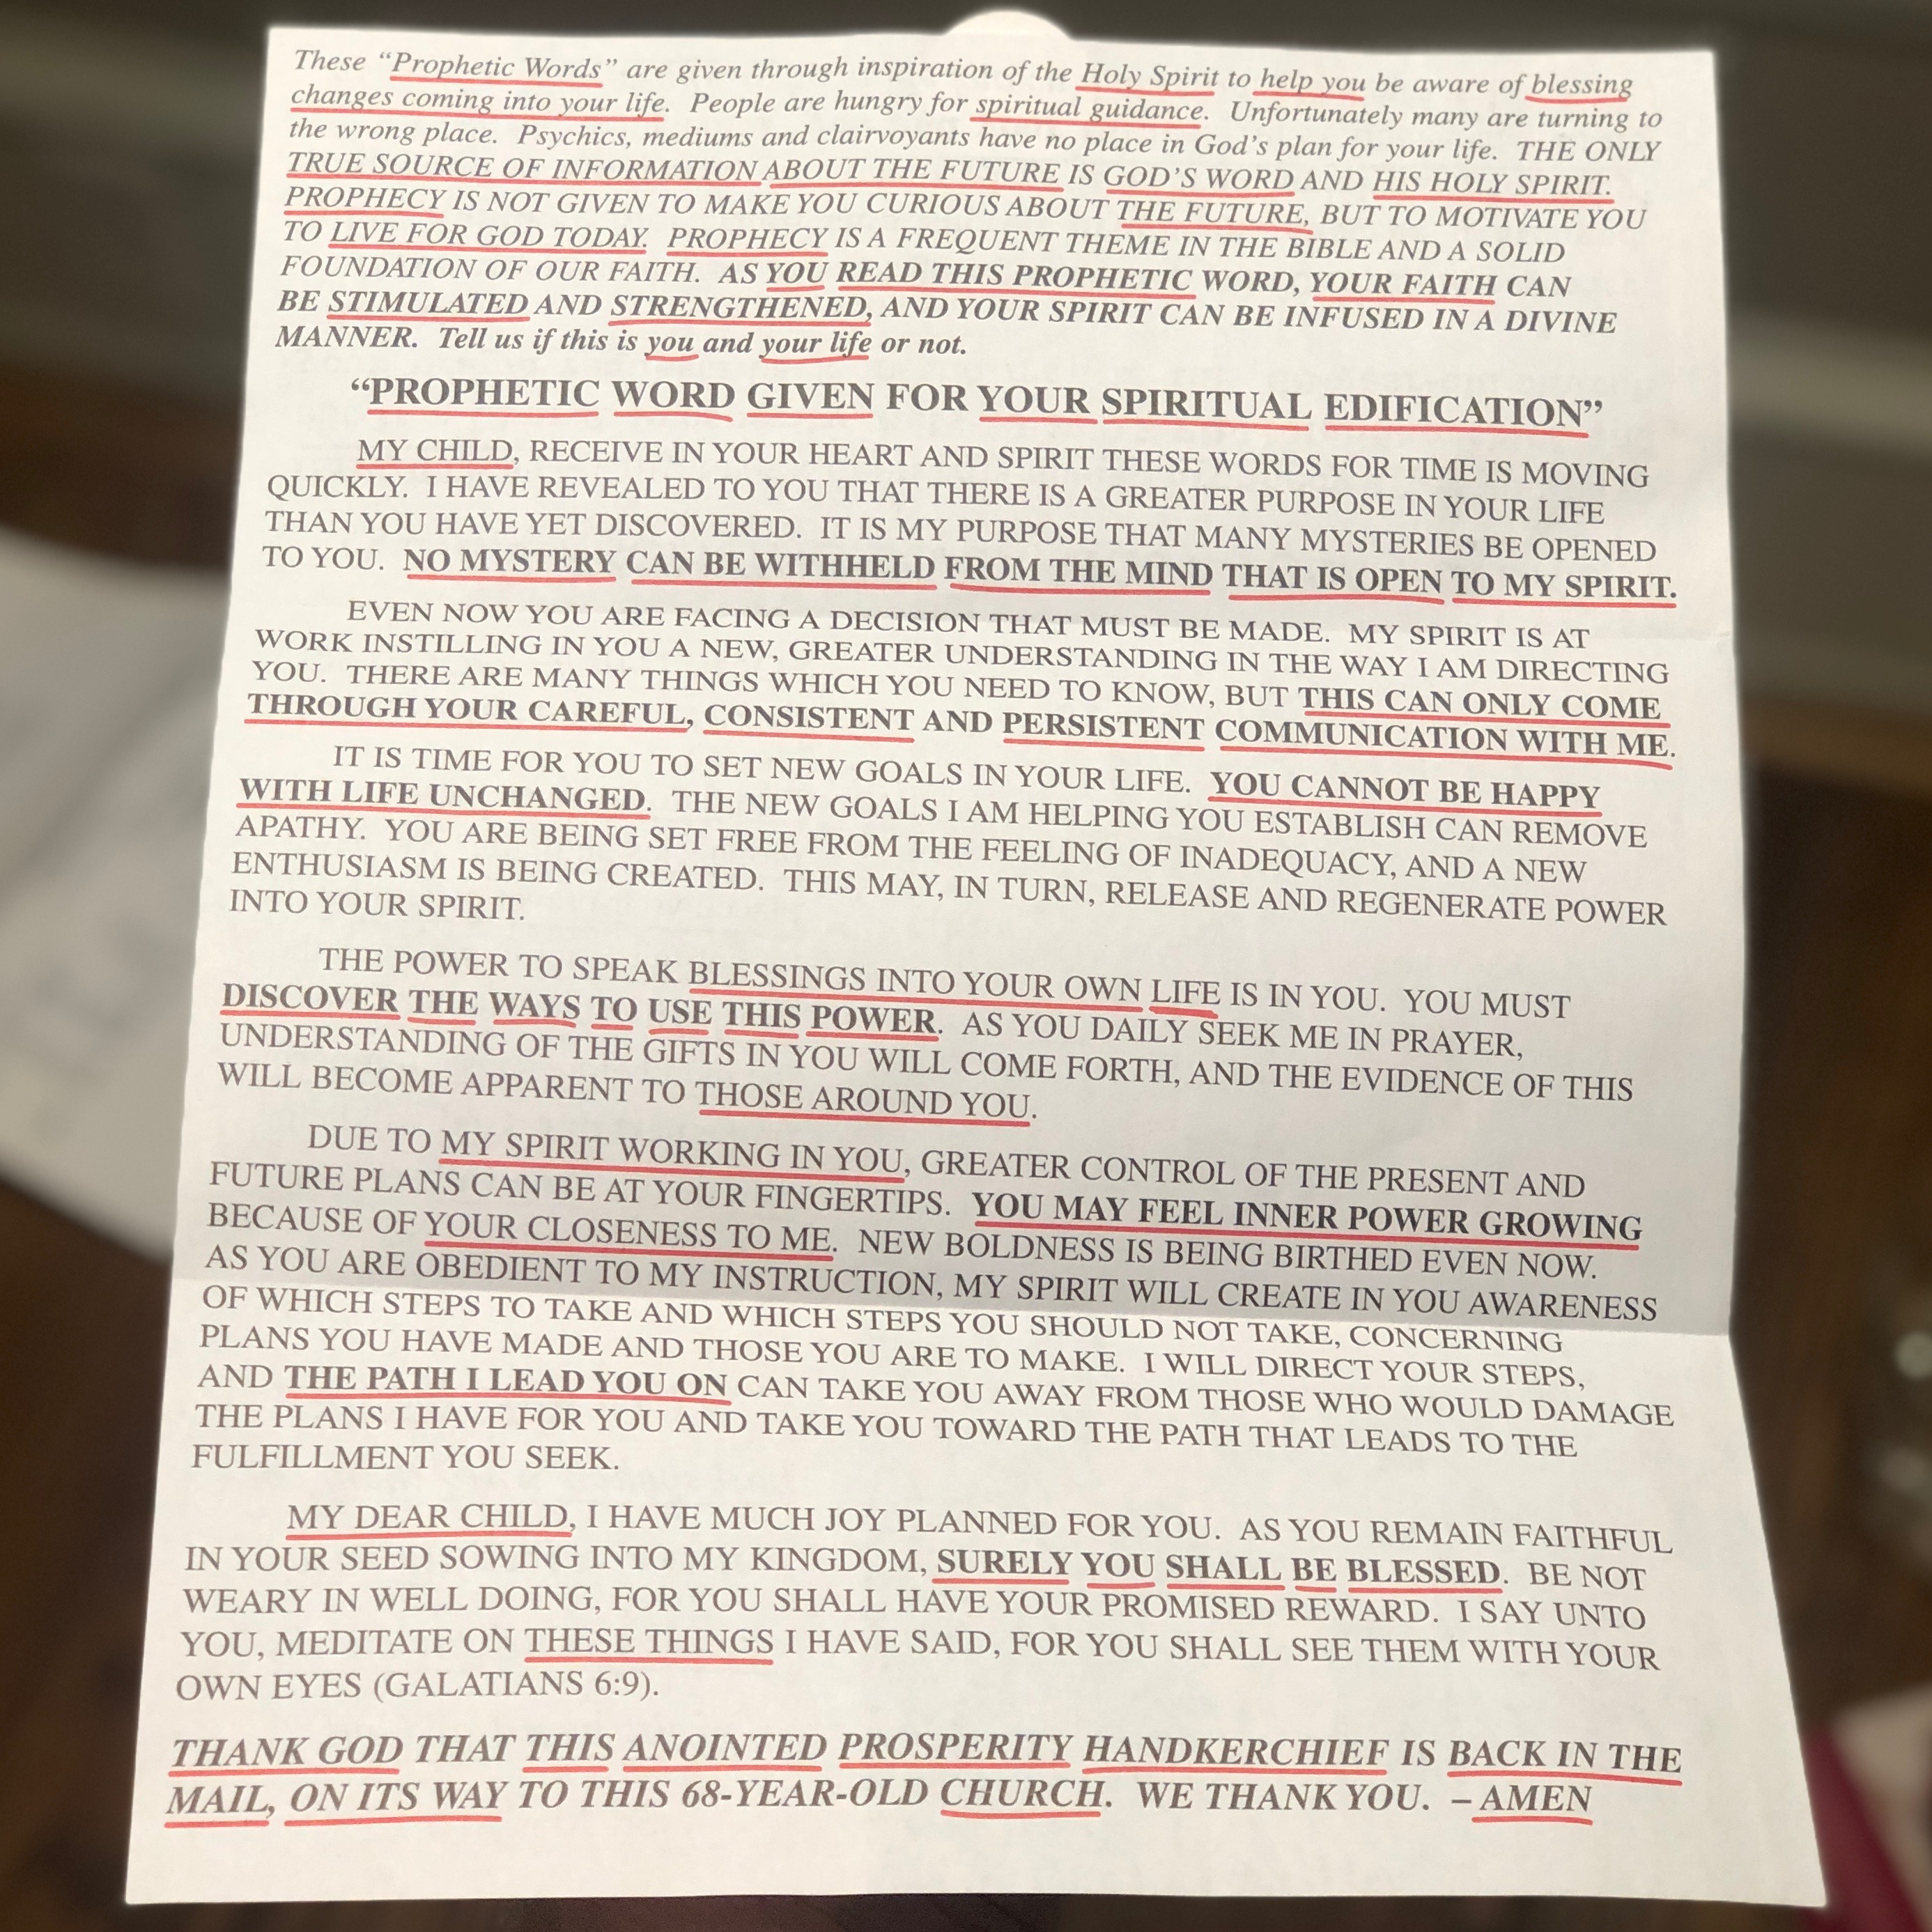 These “Prophetic Words” are given through inspiration of the Holy Spirit to help you be aware of blessing
changes coming into your life.  People are hungry for spiritual guidance.  Unfortunately many are turning to
the wrong place.  Psychics, mediums and clairvoyants have no place in God’s plan for your life.  THE ONLY
TRUE SOURCE OF INFORMATION ABOUT THE FUTURE IS GOD’S WORD AND HIS HOLY SPIRIT.
PROPHECY IS NOT GIVEN TO MAKE YOU CURIOUS ABOUT THE FUTURE, BUT TO MOTIVATE YOU
TO LIVE FOR GOD TODAY.  PROPHECY IS A FREQUENT THEME IN THE BIBLE AND A SOLID
FOUNDATION OF OUR FAITH.  AS YOU READ THIS PROPHETIC WORD, YOUR FAITH CAN
BE STIMULATED AND STRENGTHENED, AND YOUR SPIRIT CAN BE INFUSED IN A DIVINE
MANNER.  Tell us if this is you and your life or not.
“PROPHETIC WORD GIVEN FOR YOUR SPIRITUAL EDIFICATION”
MY CHILD, RECEIVE IN YOUR HEART AND SPIRIT THESE WORDS FOR TIME IS MOVING
QUICKLY.  I HAVE REVEALED TO YOU THAT THERE IS A GREATER PURPOSE IN YOUR LIFE
THAN YOU HAVE YET DISCOVERED.  IT IS MY PURPOSE THAT MANY MYSTERIES BE OPENED
TO YOU.  NO MYSTERY CAN BE WITHHELD FROM THE MIND THAT IS OPEN TO MY SPIRIT.
EVEN NOW YOU ARE FACING A DECISION THAT MUST BE MADE.  MY SPIRIT IS AT
WORK INSTILLING IN YOU A NEW, GREATER UNDERSTANDING IN THE WAY I AM DIRECTING
YOU.  THERE ARE MANY THINGS WHICH YOU NEED TO KNOW, BUT THIS CAN ONLY COME
THROUGH YOUR CAREFUL, CONSISTENT AND PERSISTENT COMMUNICATION WITH ME.
IT IS TIME FOR YOU TO SET NEW GOALS IN YOUR LIFE.  YOU CANNOT BE HAPPY
WITH LIFE UNCHANGED.  THE NEW GOALS I AM HELPING YOU ESTABLISH CAN REMOVE
APATHY.  YOU ARE BEING SET FREE FROM THE FEELING OF INADEQUACY, AND A NEW
ENTHUSIASM IS BEING CREATED.  THIS MAY, IN TURN, RELEASE AND REGENERATE POWER
INTO YOUR SPIRIT.
THE POWER TO SPEAK BLESSINGS INTO YOUR OWN LIFE IS IN YOU.  YOU MUST
DISCOVER THE WAYS TO USE THIS POWER.  AS YOU DAILY SEEK ME IN PRAYER,
UNDERSTANDING OF THE GIFTS IN YOU WILL COME FORTH, AND THE EVIDENCE OF THIS
WILL BECOME APPARENT TO THOSE AROUND YOU.
DUE TO MY SPIRIT WORKING IN YOU, GREATER CONTROL OF THE PRESENT AND
FUTURE PLANS CAN BE AT YOUR FINGERTIPS.  YOU MAY FEEL INNER POWER GROWING
BECAUSE OF YOUR CLOSENESS TO ME.  NEW BOLDNESS IS BEING BIRTHED EVEN NOW.
AS YOU ARE OBEDIENT TO MY INSTRUCTION, MY SPIRIT WILL CREATE IN YOU AWARENESS
OF WHICH STEPS TO TAKE AND WHICH STEPS YOU SHOULD NOT TAKE, CONCERNING
PLANS YOU HAVE MADE AND THOSE YOU ARE TO MAKE.  I WILL DIRECT YOUR STEPS,
AND THE PATH I LEAD YOU ON CAN TAKE YOU AWAY FROM THOSE WHO WOULD DAMAGE
THE PLANS I HAVE FOR YOU AND TAKE YOU TOWARD THE PATH THAT LEADS TO THE
FULFILLMENT YOU SEEK.
MY DEAR CHILD, I HAVE MUCH JOY PLANNED FOR YOU.  AS YOU REMAIN FAITHFUL
IN YOUR SEED SOWING INTO MY KINGDOM, SURELY YOU SHALL BE BLESSED.  BE NOT
WEARY IN WELL DOING, FOR YOU SHALL HAVE YOUR PROMISED REWARD.  I SAY UNTO
YOU, MEDITATE ON THESE THINGS I HAVE SAID, FOR YOU SHALL SEE THEM WITH YOUR
OWN EYES (GALATIANS 6:9).
THANK GOD THAT THIS ANOINTED PROSPERITY HANDKERCHIEF IS BACK IN THE
MAIL, ON ITS WAY TO THIS 68-YEAR-OLD CHURCH.  WE THANK YOU.  – AMEN